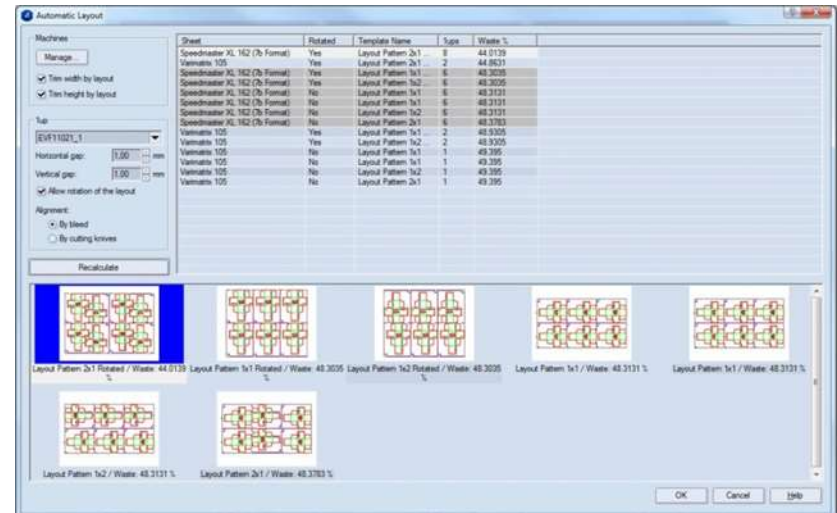 Automatic Layout
Machines
Manage...
Trim width by layout
Trim height by layout
1up
EVF11021_1
Horizontal gap: 1,00 mm
Vertical gap: 1,00 mm
Allow rotation of the layout
Alignment:
By bleed
By cutting knives
Recalculate
Sheet Rotated Template Name 1ups Waste %
Speedmaster XL 162 (7b Format) Yes Layout Pattern 2x1 ... 8 44.0139
Varimatrix 105 Yes Layout Pattern 2x1 ... 2 44.8631
Speedmaster XL 162 (7b Format) Yes Layout Pattern 1x1 ... 6 48.3035
Speedmaster XL 162 (7b Format) Yes Layout Pattern 1x2 ... 6 48.3035
Speedmaster XL 162 (7b Format) No Layout Pattern 1x1 6 48.3131
Speedmaster XL 162 (7b Format) No Layout Pattern 1x1 6 48.3131
Speedmaster XL 162 (7b Format) No Layout Pattern 1x2 6 48.3131
Speedmaster XL 162 (7b Format) No Layout Pattern 2x1 6 48.3783
Varimatrix 105 Yes Layout Pattern 1x1 ... 2 48.9305
Varimatrix 105 Yes Layout Pattern 1x2 ... 2 48.9305
Varimatrix 105 No Layout Pattern 1x1 1 49.395
Varimatrix 105 No Layout Pattern 1x1 1 49.395
Varimatrix 105 No Layout Pattern 1x2 1 49.395
Varimatrix 105 No Layout Pattern 2x1 1 49.395
Layout Pattern 2x1 Rotated / Waste: 44.0139 %
Layout Pattern 1x1 Rotated / Waste: 48.3035 %
Layout Pattern 1x2 Rotated / Waste: 48.3035 %
Layout Pattern 1x1 / Waste: 48.3131 %
Layout Pattern 1x1 / Waste: 48.3131 %
Layout Pattern 1x2 / Waste: 48.3131 %
Layout Pattern 2x1 / Waste: 48.3783 %
OK
Cancel
Help